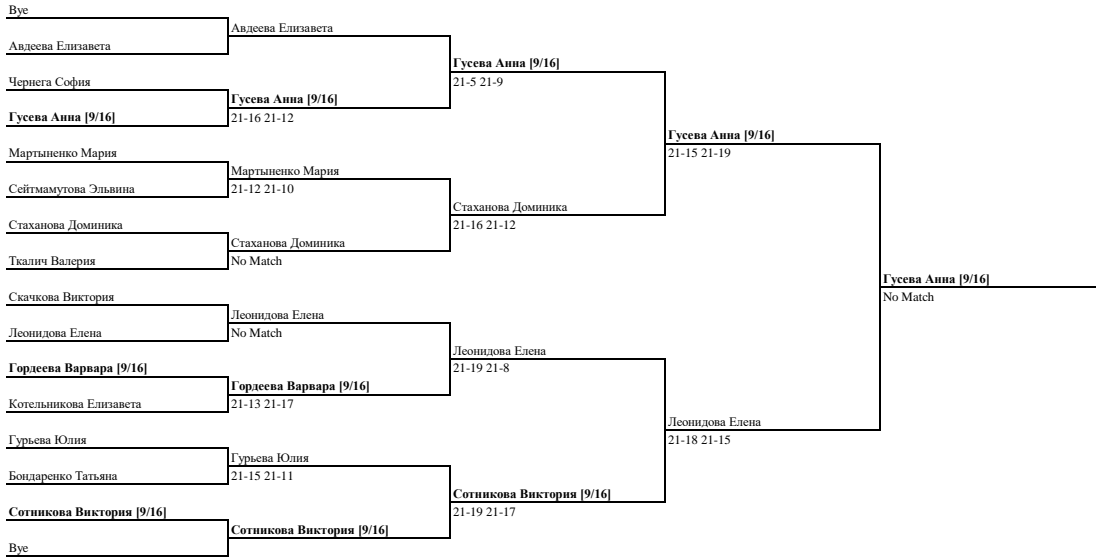 Bye
Авдеева Елизавета
Авдеева Елизавета
Гусева Анна [9/16]
Чернега София
21-5 21-9
Гусева Анна [9/16]
Гусева Анна [9/16]
21-16 21-12
Гусева Анна [9/16]
Мартыненко Мария
21-15 21-19
Мартыненко Мария
Сейтмамутова Эльвина
21-12 21-10
Стаханова Доминика
Стаханова Доминика
21-16 21-12
Стаханова Доминика
Ткалич Валерия
No Match
Гусева Анна [9/16]
Скачкова Виктория
No Match
Леонидова Елена
Леонидова Елена
No Match
Леонидова Елена
Гордеева Варвара [9/16]
21-19 21-8
Гордеева Варвара [9/16]
Котельникова Елизавета
21-13 21-17
Леонидова Елена
Гурьева Юлия
21-18 21-15
Гурьева Юлия
Бондаренко Татьяна
21-15 21-11
Сотникова Виктория [9/16]
Сотникова Виктория [9/16]
21-19 21-17
Сотникова Виктория [9/16]
Bye